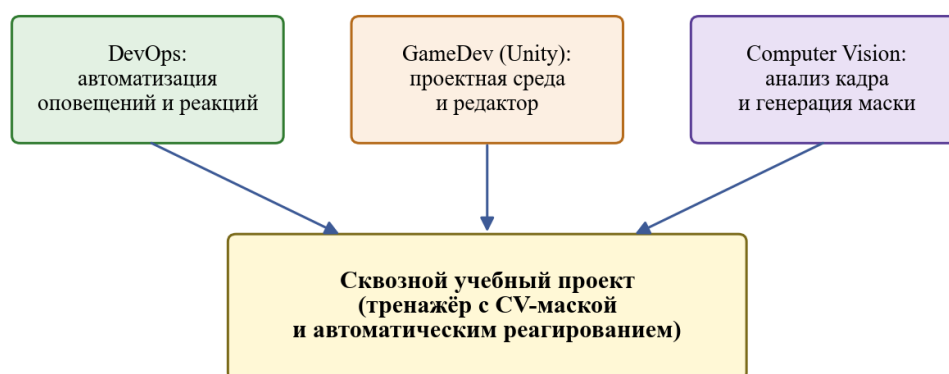 DevOps:
автоматизация
оповещений и реакций
GameDev (Unity):
проектная среда
и редактор
Computer Vision:
анализ кадра
и генерация маски
Сквозной учебный проект
(тренажёр с CV-маской
и автоматическим реагированием)